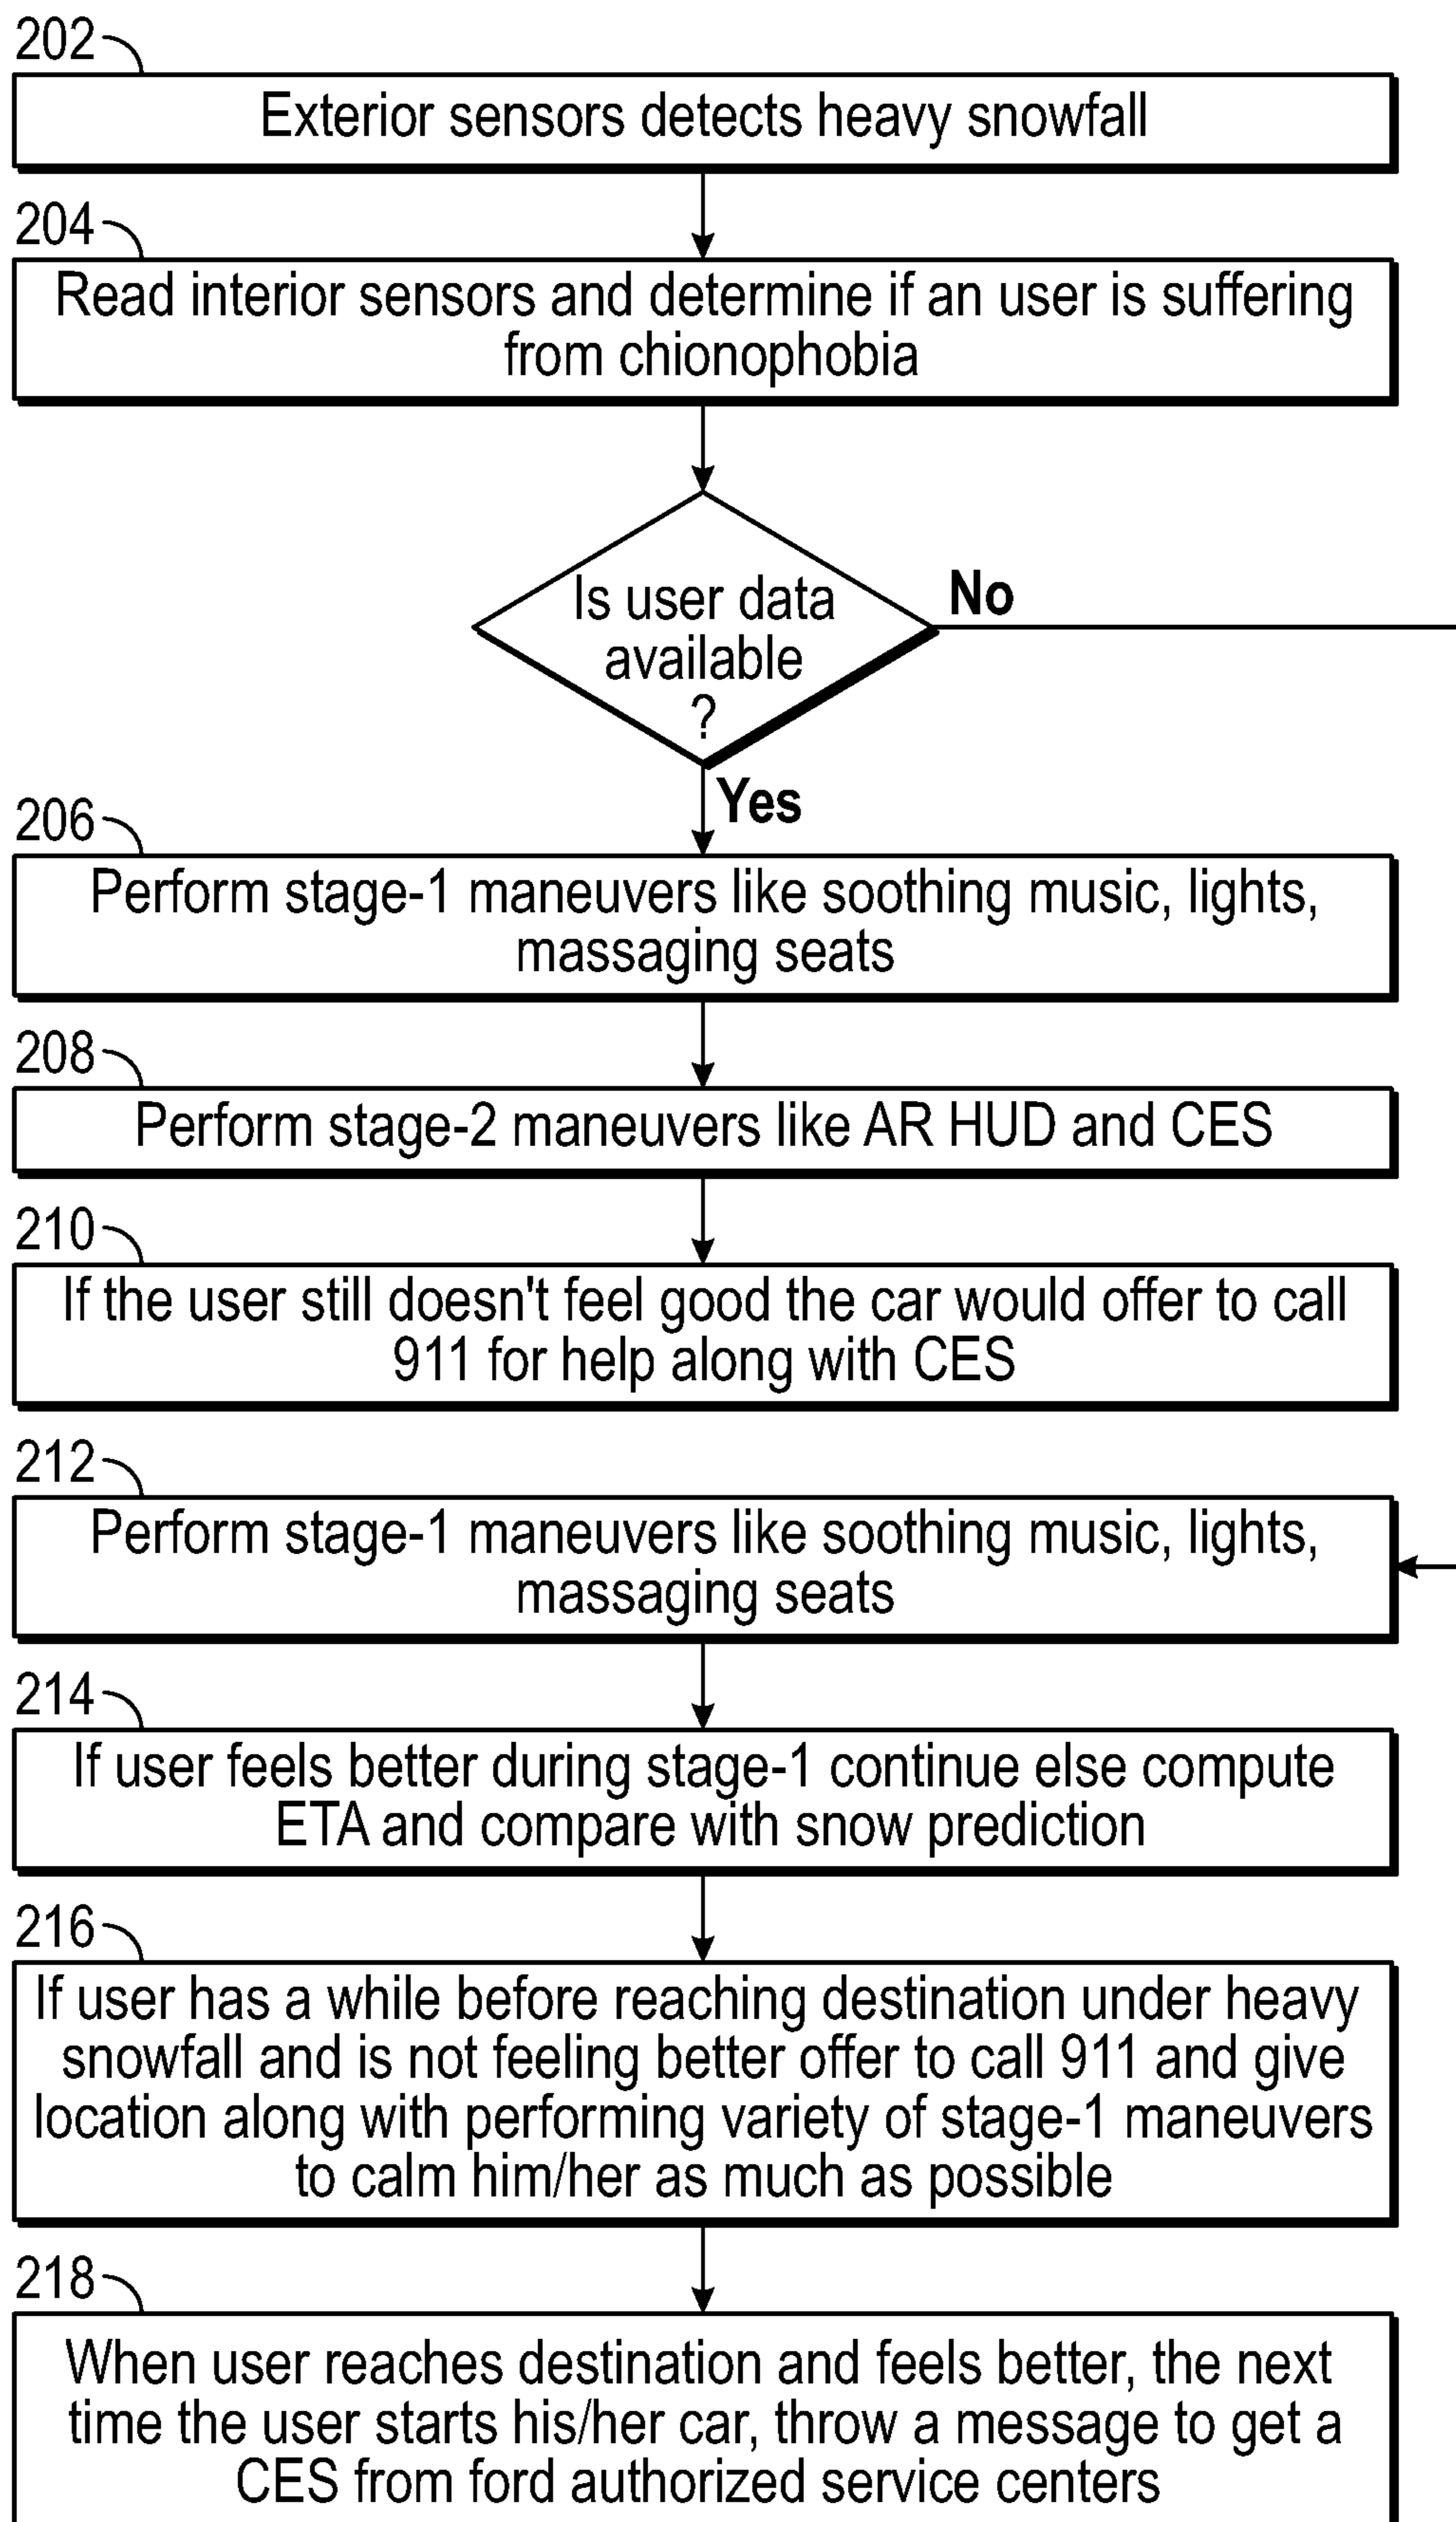 202
Exterior sensors detects heavy snowfall
204
Read interior sensors and determine if an user is suffering
from chionophobia
Is user data
available
?
No
Yes
206
Perform stage-1 maneuvers like soothing music, lights,
massaging seats
208
Perform stage-2 maneuvers like AR HUD and CES
210
If the user still doesn't feel good the car would offer to call
911 for help along with CES
212
Perform stage-1 maneuvers like soothing music, lights,
massaging seats
214
If user feels better during stage-1 continue else compute
ETA and compare with snow prediction
216
If user has a while before reaching destination under heavy
snowfall and is not feeling better offer to call 911 and give
location along with performing variety of stage-1 maneuvers
to calm him/her as much as possible
218
When user reaches destination and feels better, the next
time the user starts his/her car, throw a message to get a
CES from ford authorized service centers